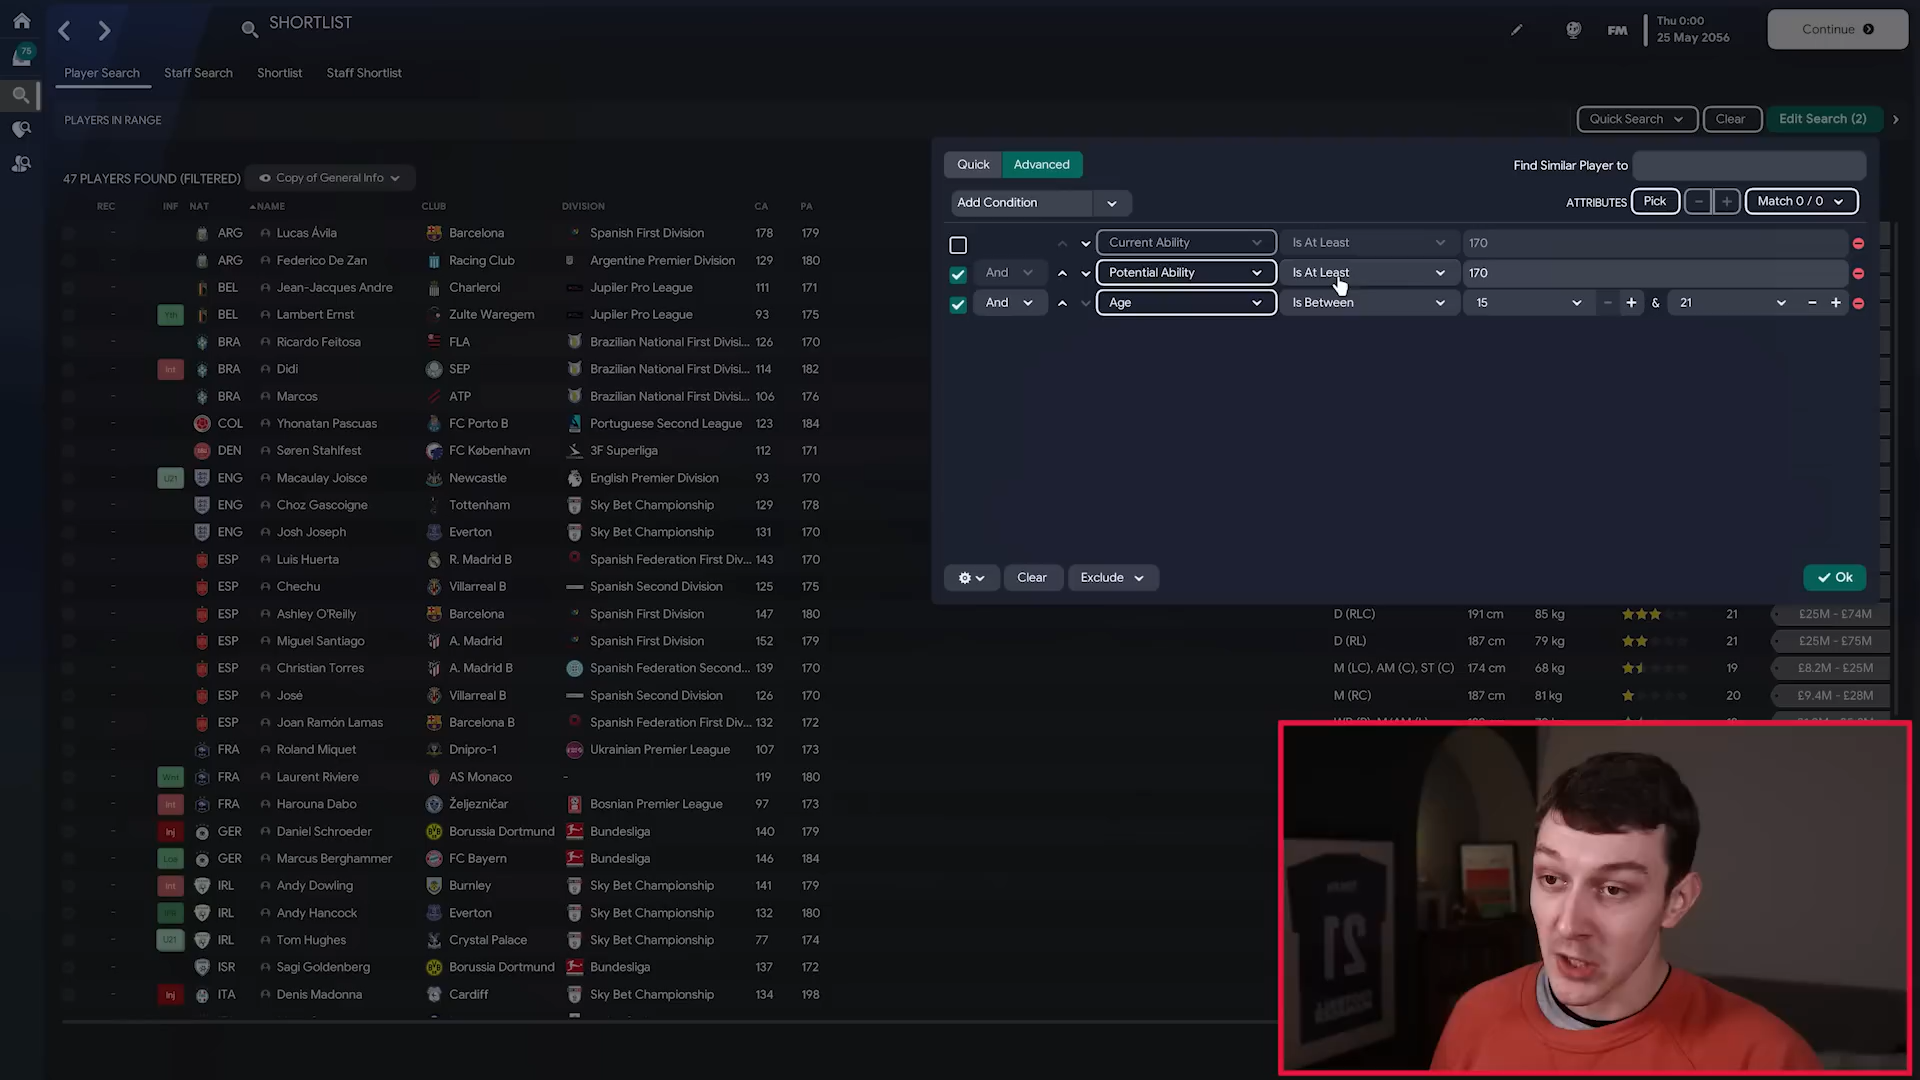 SHORTLIST
75
FM
Thu 0:00
25 May 2056
Continue
Player Search
Staff Search
Shortlist
Staff Shortlist
PLAYERS IN RANGE
Quick Search
Clear
Edit Search (2)
47 PLAYERS FOUND (FILTERED)
Copy of General Info
REC INF NAT NAME CLUB DIVISION CA PA
- ARG Lucas Ávila Barcelona Spanish First Division 178 179
- ARG Federico De Zan Racing Club Argentine Premier Division 129 180
- BEL Jean-Jacques Andre Charleroi Jupiler Pro League 111 171
- Yth BEL Lambert Ernst Zulte Waregem Jupiler Pro League 93 175
- BRA Ricardo Feitosa FLA Brazilian National First Divisi... 126 170
- Int BRA Didi SEP Brazilian National First Divisi... 114 182
- BRA Marcos ATP Brazilian National First Divisi... 106 176
- COL Yhonatan Pascuas FC Porto B Portuguese Second League 123 184
- DEN Søren Stahlfest FC København 3F Superliga 112 171
- U21 ENG Macaulay Joisce Newcastle English Premier Division 93 170
- ENG Choz Gascoigne Tottenham Sky Bet Championship 129 178
- ENG Josh Joseph Everton Sky Bet Championship 131 170
- ESP Luis Huerta R. Madrid B Spanish Federation First Div... 143 170
- ESP Chechu Villarreal B Spanish Second Division 125 175
- ESP Ashley O'Reilly Barcelona Spanish First Division 147 180 D (RLC) 191 cm 85 kg 21 £25M - £74M
- ESP Miguel Santiago A. Madrid Spanish First Division 152 179 D (RL) 187 cm 79 kg 21 £25M - £75M
- ESP Christian Torres A. Madrid B Spanish Federation Second... 139 170 M (LC), AM (C), ST (C) 174 cm 68 kg 19 £8.2M - £25M
- ESP José Villarreal B Spanish Second Division 126 170 M (RC) 187 cm 81 kg 20 £9.4M - £28M
- ESP Joan Ramón Lamas Barcelona B Spanish Federation First Div... 132 172
- FRA Roland Miquet Dnipro-1 Ukrainian Premier League 107 173
- Wnt FRA Laurent Riviere AS Monaco - 119 180
- Int FRA Harouna Dabo Željezničar Bosnian Premier League 97 173
- Inj GER Daniel Schroeder Borussia Dortmund Bundesliga 140 179
- Loa GER Marcus Berghammer FC Bayern Bundesliga 146 184
- Int IRL Andy Dowling Burnley Sky Bet Championship 141 179
- IRL Andy Hancock Everton Sky Bet Championship 132 180
- U21 IRL Tom Hughes Crystal Palace Sky Bet Championship 77 174
- ISR Sagi Goldenberg Borussia Dortmund Bundesliga 137 172
- Inj ITA Denis Madonna Cardiff Sky Bet Championship 134 198
Quick Advanced
Find Similar Player to
Add Condition
ATTRIBUTES Pick - + Match 0 / 0
Current Ability Is At Least 170
And Potential Ability Is At Least 170
And Age Is Between 15 - + & 21 - +
Clear
Exclude
Ok
21